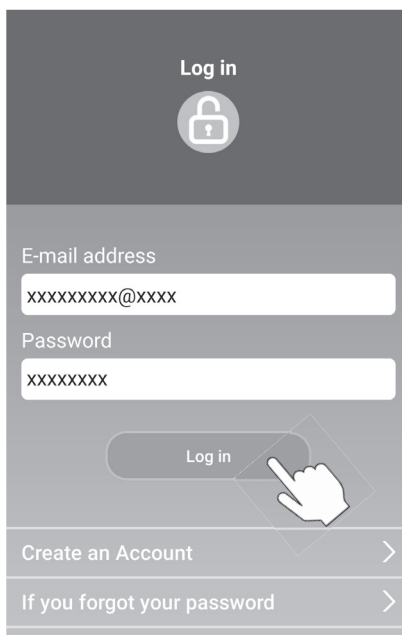 Log in
E-mail address
xxxxxxxxx@xxxx
Password
xxxxxxxx
Log in
Create an Account
If you forgot your password